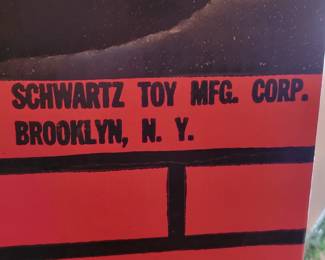 SCHWARTZ TOY MFG. CORP.
BROOKLYN, N. Y.